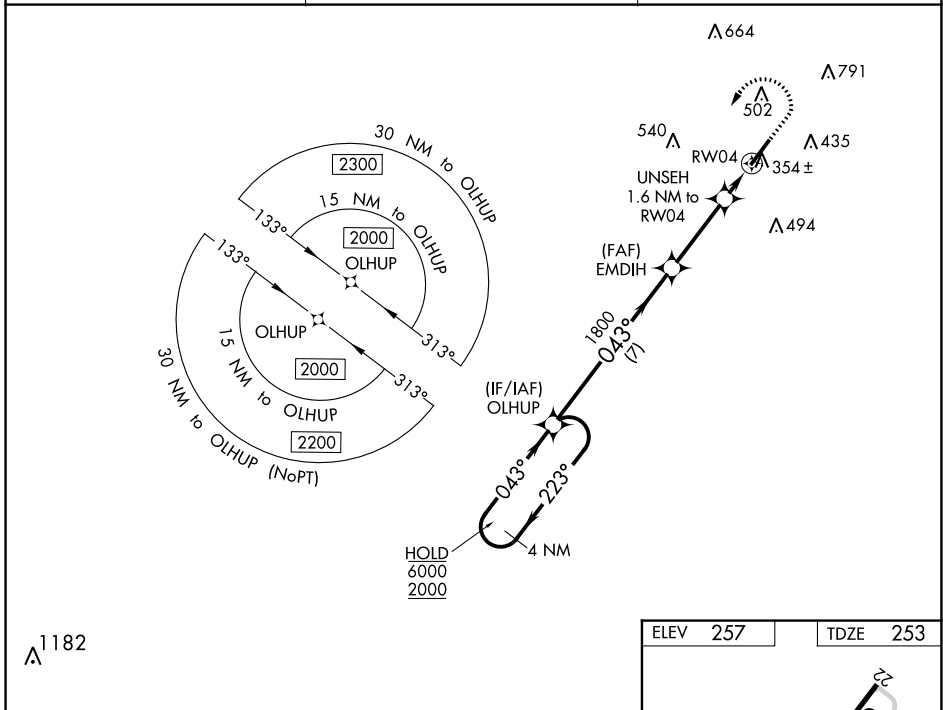 664
791
502
540
435
RW04
354±
UNSEH
1.6 NM to
RW04
494
(FAF)
EMDIH
30 NM to OLHUP
2300
15 NM to OLHUP
2000
OLHUP
133°
313°
133°
OLHUP
2000
313°
15 NM to OLHUP
2200
30 NM to OLHUP (NoPT)
1800
043°
(7)
(IF/IAF)
OLHUP
043°
223°
4 NM
HOLD
6000
2000
1182
ELEV 257
TDZE 253
22